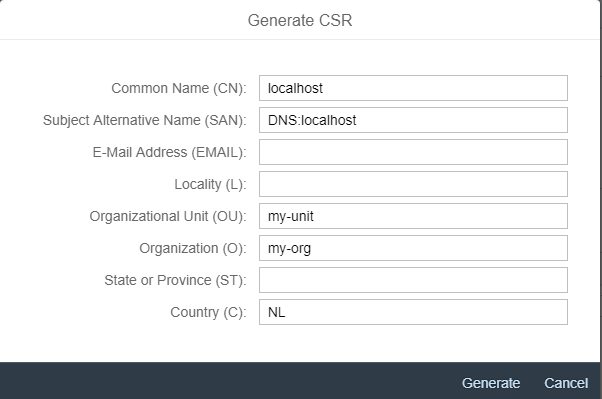 Generate CSR
Common Name (CN): localhost
Subject Alternative Name (SAN): DNS:localhost
E-Mail Address (EMAIL):
Locality (L):
Organizational Unit (OU): my-unit
Organization (O): my-org
State or Province (ST):
Country (C): NL
Generate Cancel